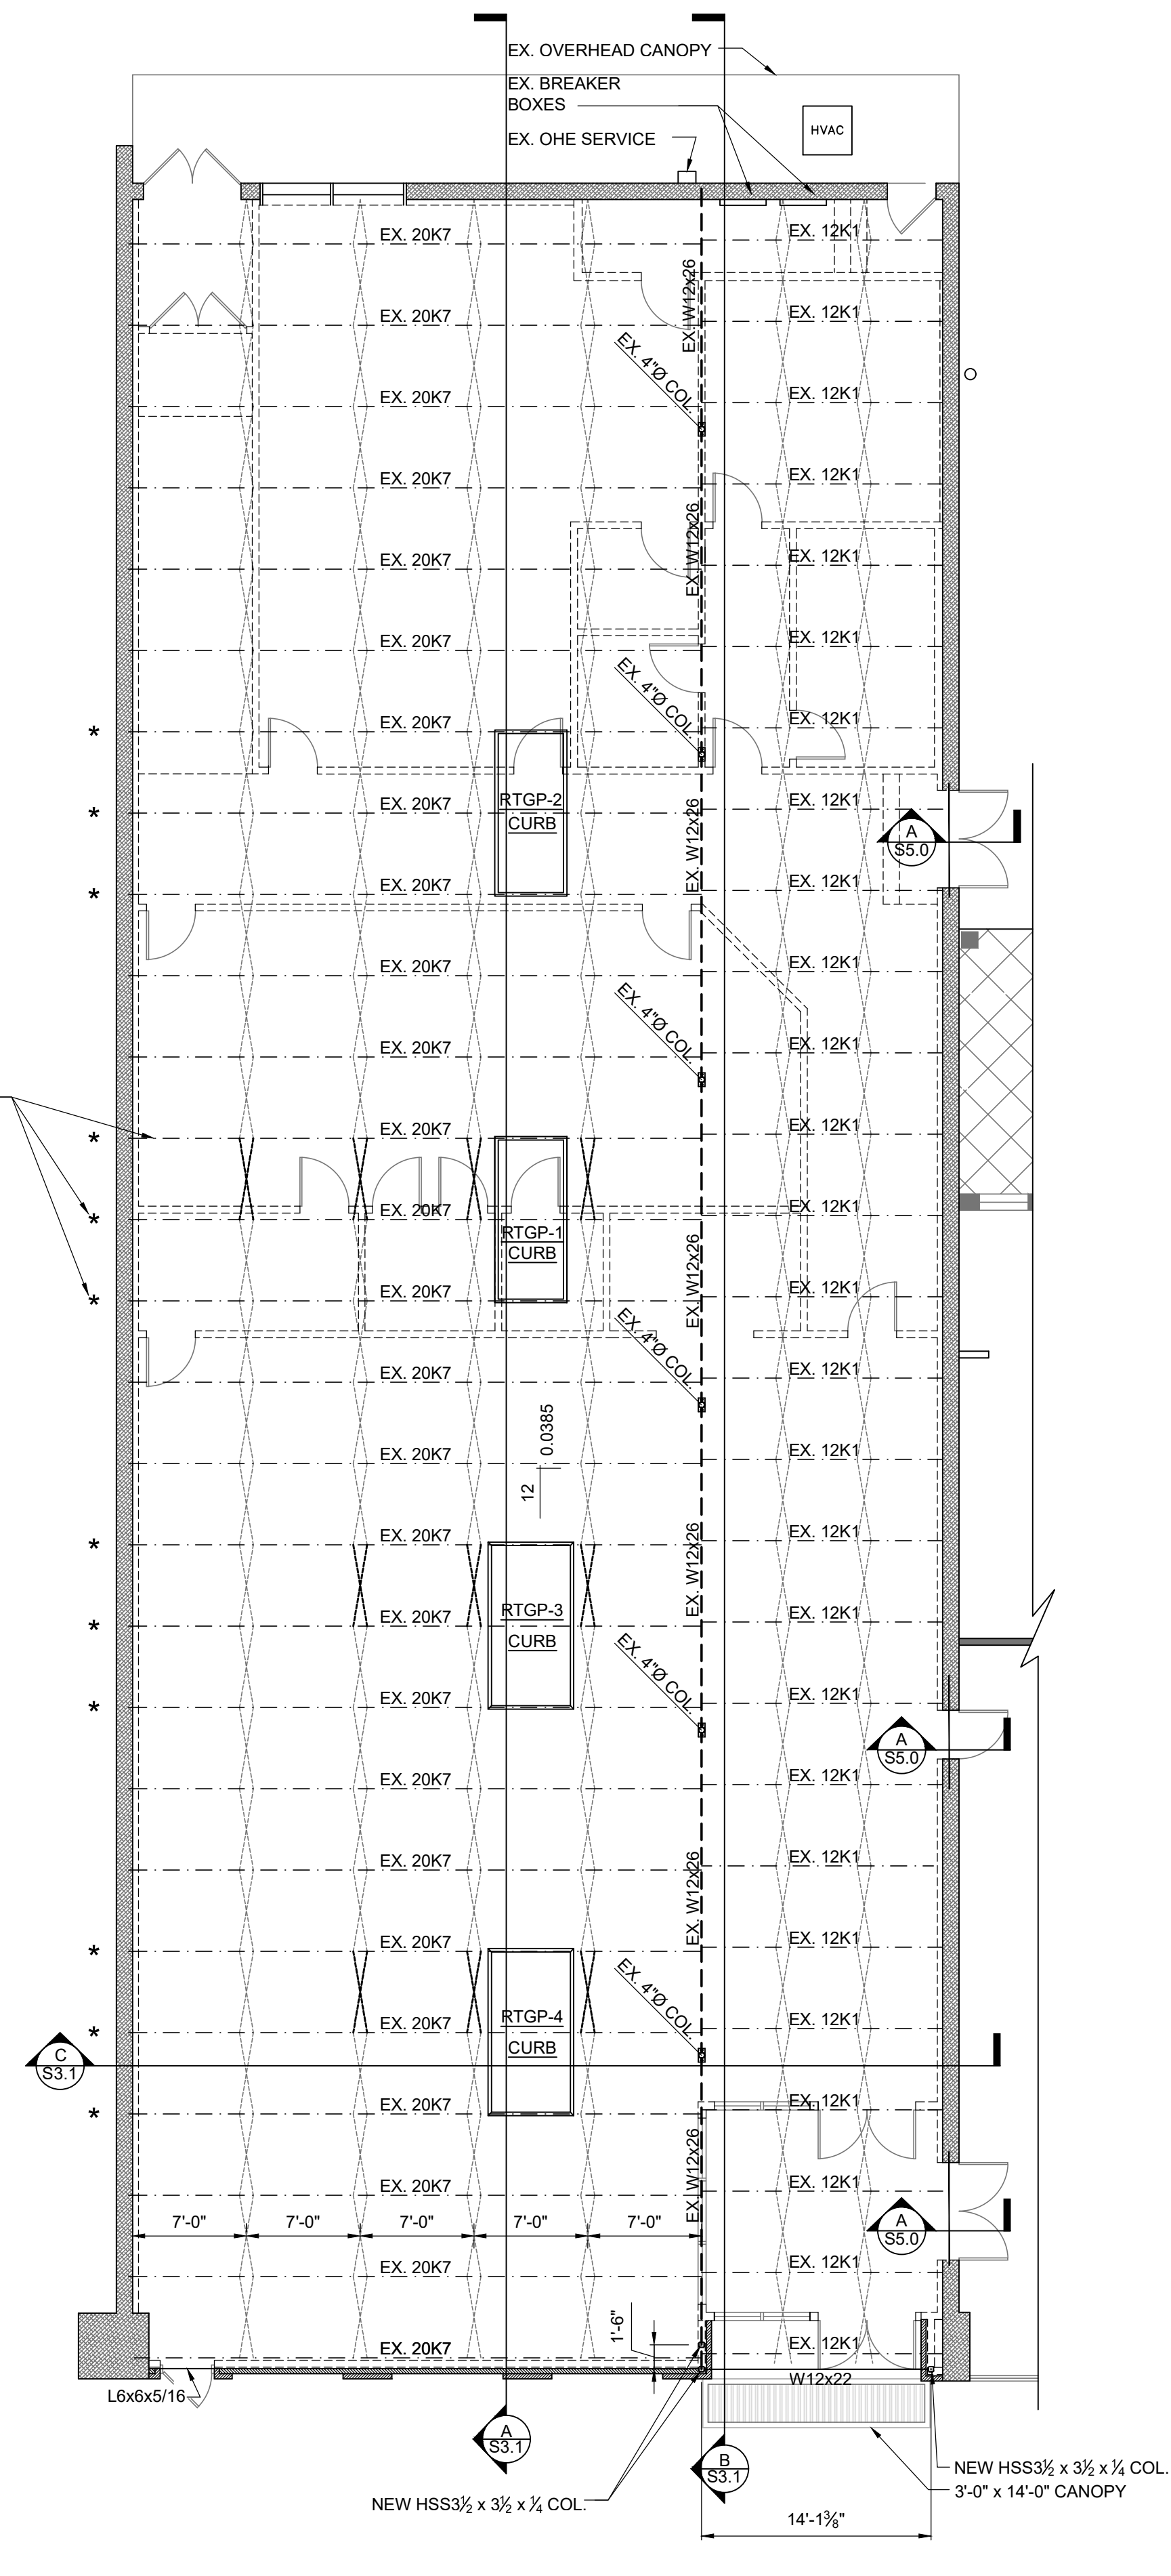 EX. OVERHEAD CANOPY
EX. BREAKER
BOXES
HVAC
EX. OHE SERVICE
EX. 20K7
EX. 12K1
EX. W12x26
EX. 20K7
EX. 12K1
EX. 4"Ø COL.
EX. 20K7
EX. 12K1
EX. 20K7
EX. 12K1
EX. W12x26
EX. 20K7
EX. 12K1
EX. 20K7
EX. 12K1
EX. 4"Ø COL.
*
EX. 20K7
EX. 12K1
*
EX. 20K7
RTGP-2
CURB
EX. 12K1
EX. W12x26
A
S5.0
*
EX. 20K7
EX. 12K1
EX. 20K7
EX. 12K1
EX. 4"Ø COL.
EX. 20K7
EX. 12K1
*
EX. 20K7
EX. 12K1
*
EX. 20K7
EX. 12K1
RTGP-1
CURB
EX. W12x26
*
EX. 20K7
EX. 12K1
EX. 4"Ø COL.
EX. 20K7
EX. 12K1
0.0385
12
EX. 20K7
EX. 12K1
*
EX. 20K7
EX. 12K1
EX. W12x26
*
EX. 20K7
RTGP-3
CURB
EX. 12K1
EX. 4"Ø COL.
*
EX. 20K7
EX. 12K1
A
S5.0
EX. 20K7
EX. 12K1
EX. 20K7
EX. 12K1
EX. W12x26
*
EX. 20K7
EX. 12K1
EX. 4"Ø COL.
*
EX. 20K7
RTGP-4
CURB
EX. 12K1
C
S3.1
*
EX. 20K7
EX. 12K1
EX. W12x26
EX. 20K7
EX. 12K1
7'-0"
7'-0"
7'-0"
7'-0"
7'-0"
A
S5.0
EX. 20K7
EX. 12K1
1'-6"
EX. 20K7
EX. 12K1
W12x22
L6x6x5/16
A
S3.1
B
S3.1
NEW HSS3½ x 3½ x ¼ COL.
3'-0" x 14'-0" CANOPY
NEW HSS3½ x 3½ x ¼ COL.
14'-1⅜"